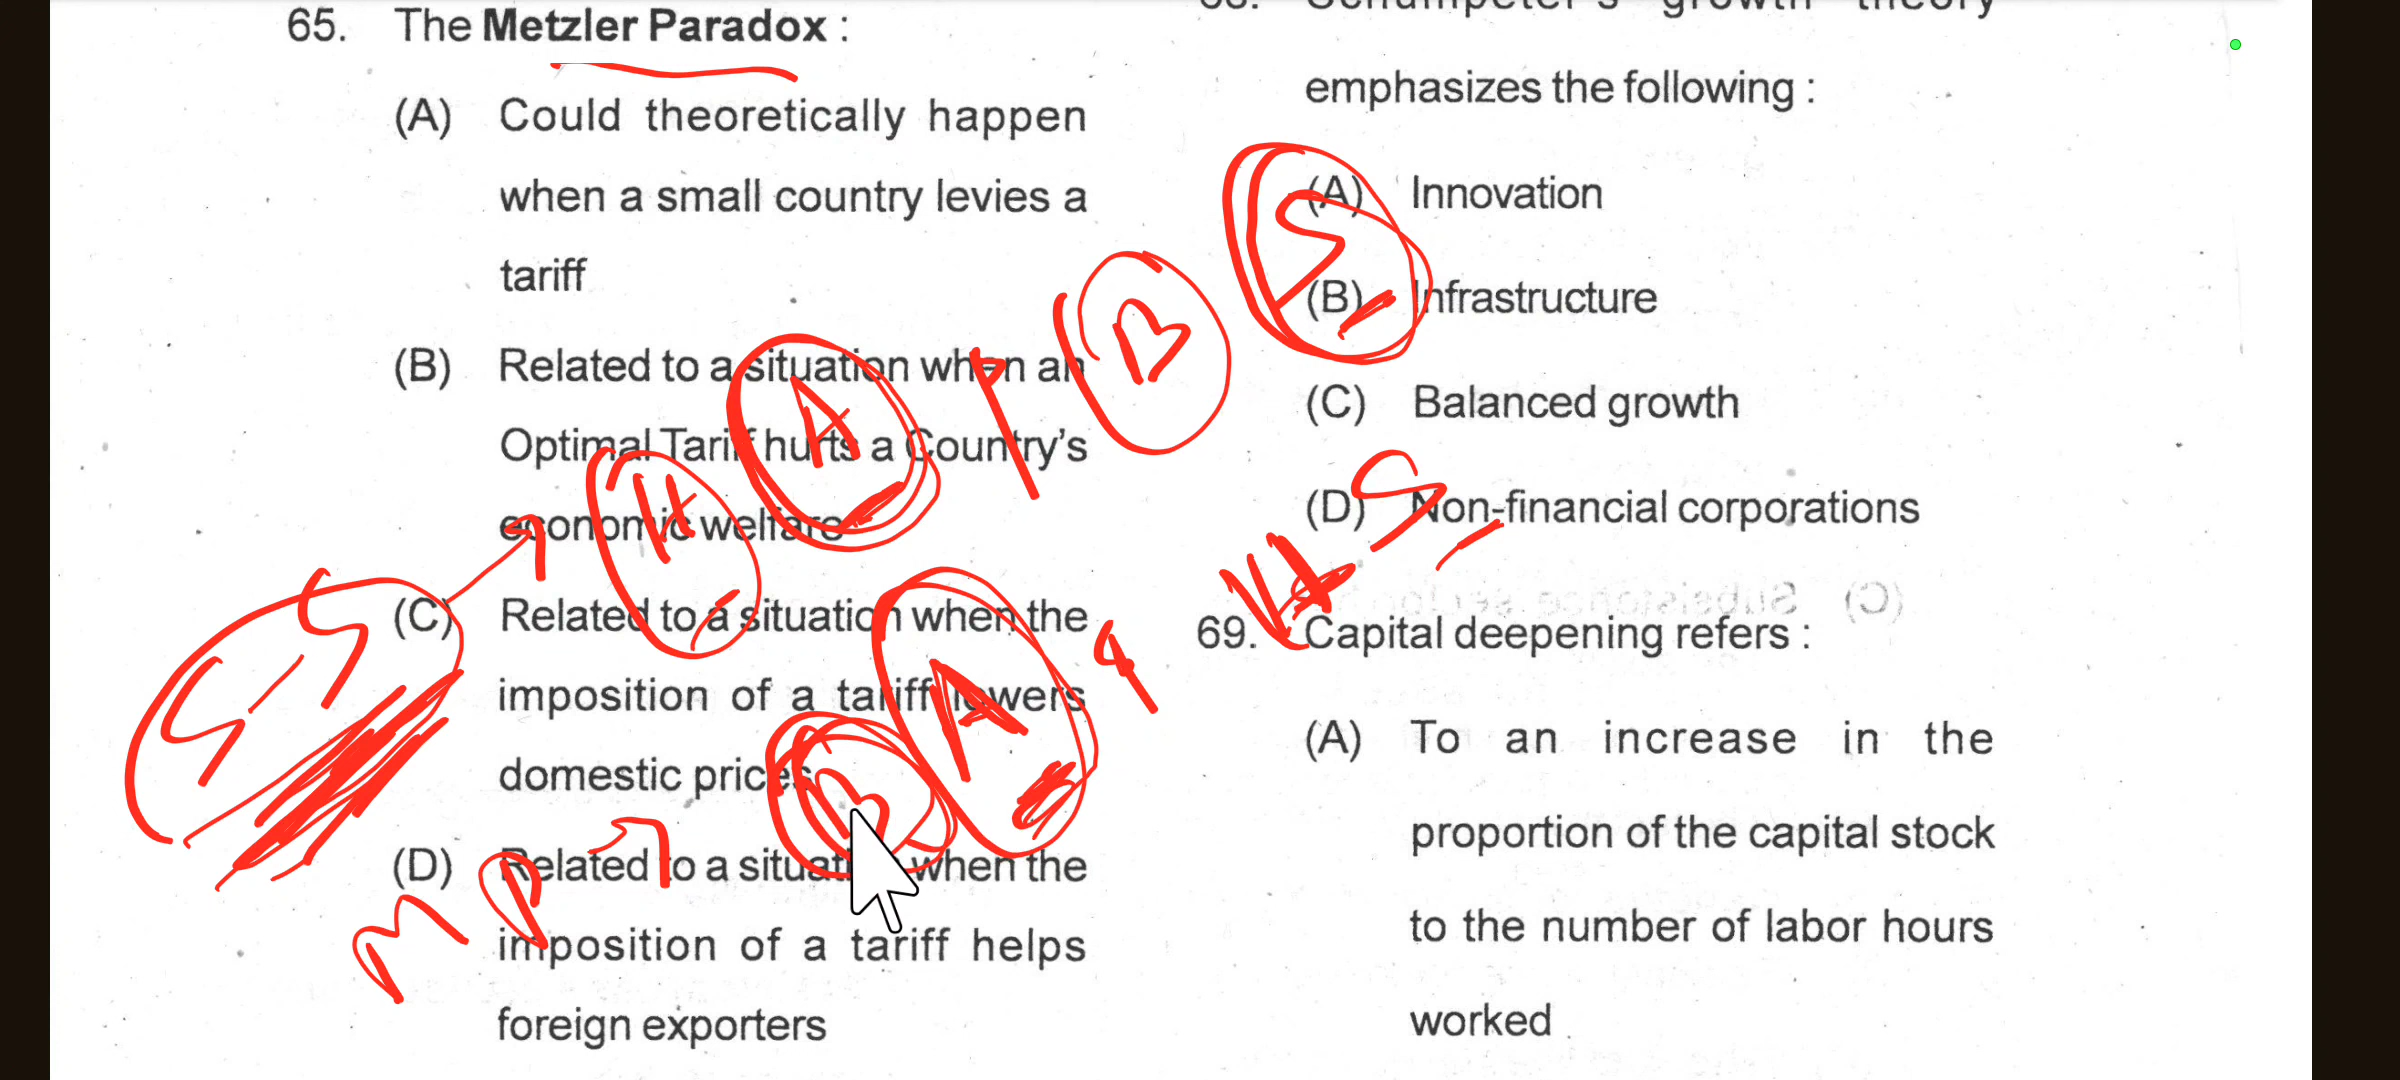 65. The Metzler Paradox :
(A) Could theoretically happen
when a small country levies a
tariff
(B) Related to a situation when an
Optimal Tariff hurts a Country's
economic welfare
(C) Related to a situation when the
imposition of a tariff lowers
domestic prices
(D) Related to a situation when the
imposition of a tariff helps
foreign exporters
growth theory
emphasizes the following :
(A) Innovation
(B) Infrastructure
(C) Balanced growth
(D) Non-financial corporations
69. Capital deepening refers :
(A) To an increase in the
proportion of the capital stock
to the number of labor hours
worked
A
B
S
H
A
B
S
M P